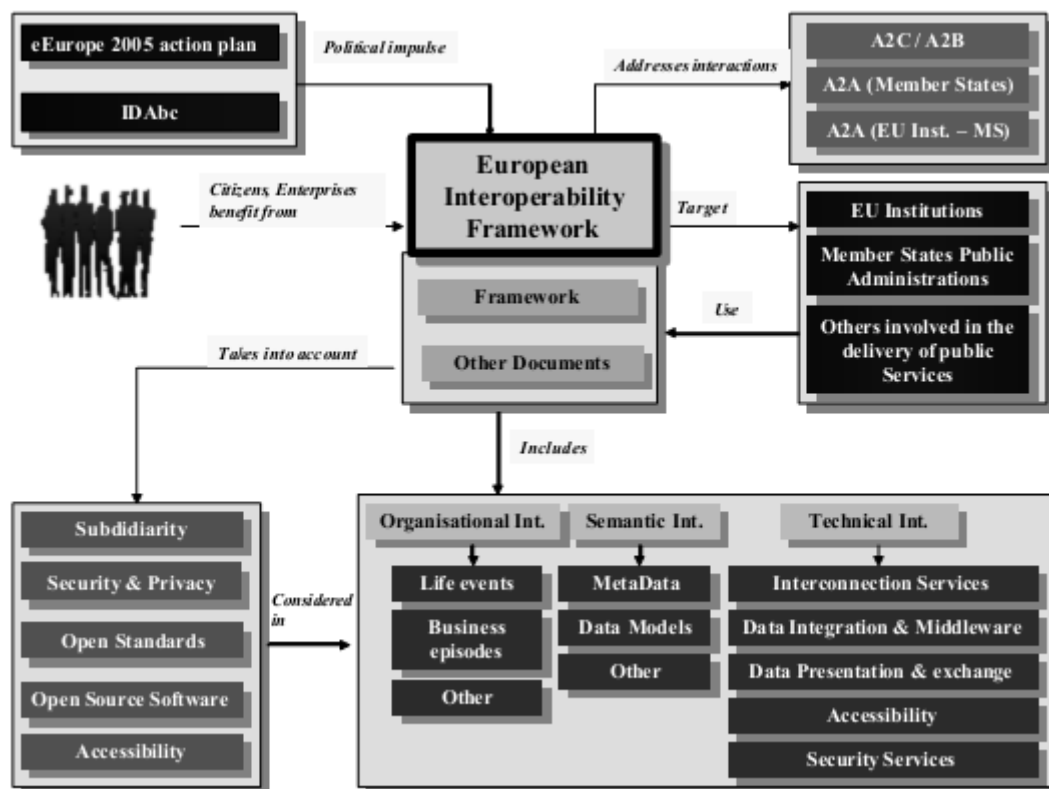 eEurope 2005 action plan
IDAbc
Political impulse
Addresses interactions
A2C / A2B
A2A (Member States)
A2A (EU Inst. – MS)
European
Interoperability
Framework
Citizens, Enterprises
benefit from
Target
EU Institutions
Member States Public
Administrations
Others involved in the
delivery of public
Services
Use
Framework
Other Documents
Takes into account
Includes
Subdidiarity
Security & Privacy
Open Standards
Open Source Software
Accessibility
Considered
in
Organisational Int.
Life events
Business
episodes
Other
Semantic Int.
MetaData
Data Models
Other
Technical Int.
Interconnection Services
Data Integration & Middleware
Data Presentation & exchange
Accessibility
Security Services